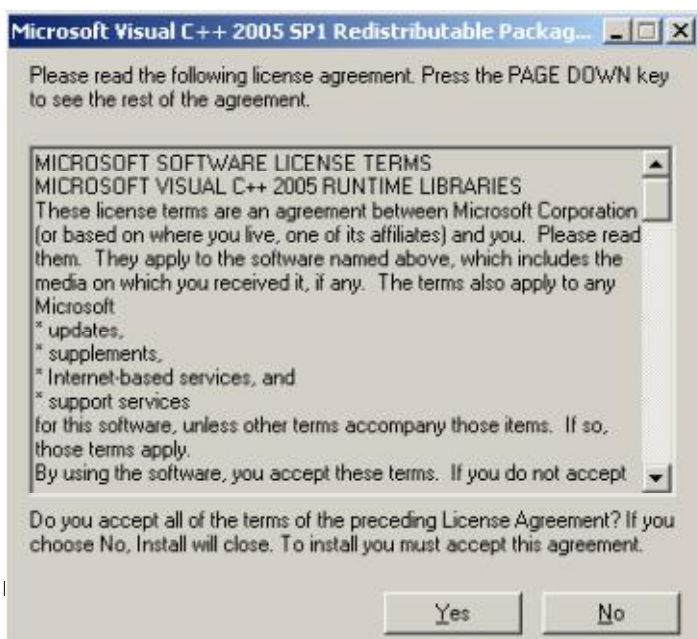 Microsoft Visual C++ 2005 SP1 Redistributable Packag...
Please read the following license agreement. Press the PAGE DOWN key
to see the rest of the agreement.
MICROSOFT SOFTWARE LICENSE TERMS
MICROSOFT VISUAL C++ 2005 RUNTIME LIBRARIES
These license terms are an agreement between Microsoft Corporation
(or based on where you live, one of its affiliates) and you.  Please read
them.  They apply to the software named above, which includes the
media on which you received it, if any.  The terms also apply to any
Microsoft
* updates,
* supplements,
* Internet-based services, and
* support services
for this software, unless other terms accompany those items.  If so,
those terms apply.
By using the software, you accept these terms.  If you do not accept
Do you accept all of the terms of the preceding License Agreement? If you
choose No, Install will close. To install you must accept this agreement.
Yes
No